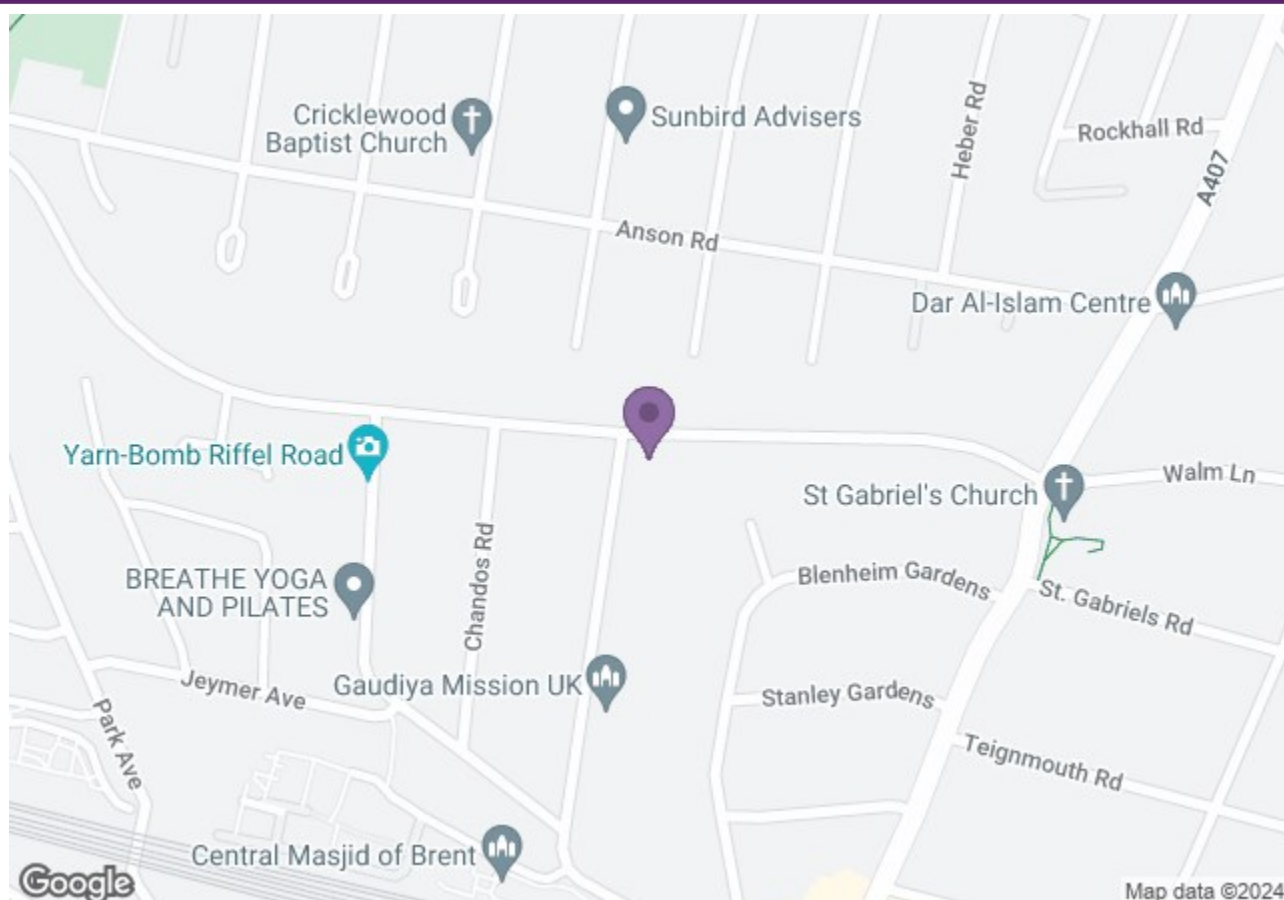 Cricklewood
Baptist Church
Sunbird Advisers
Heber Rd
Rockhall Rd
A407
Anson Rd
Dar Al-Islam Centre
Yarn-Bomb Riffel Road
Walm Ln
St Gabriel's Church
BREATHE YOGA
AND PILATES
Chandos Rd
Blenheim Gardens
St. Gabriels Rd
Jeymer Ave
Gaudiya Mission UK
Stanley Gardens
Park Ave
Teignmouth Rd
Central Masjid of Brent
Google
Map data ©2024